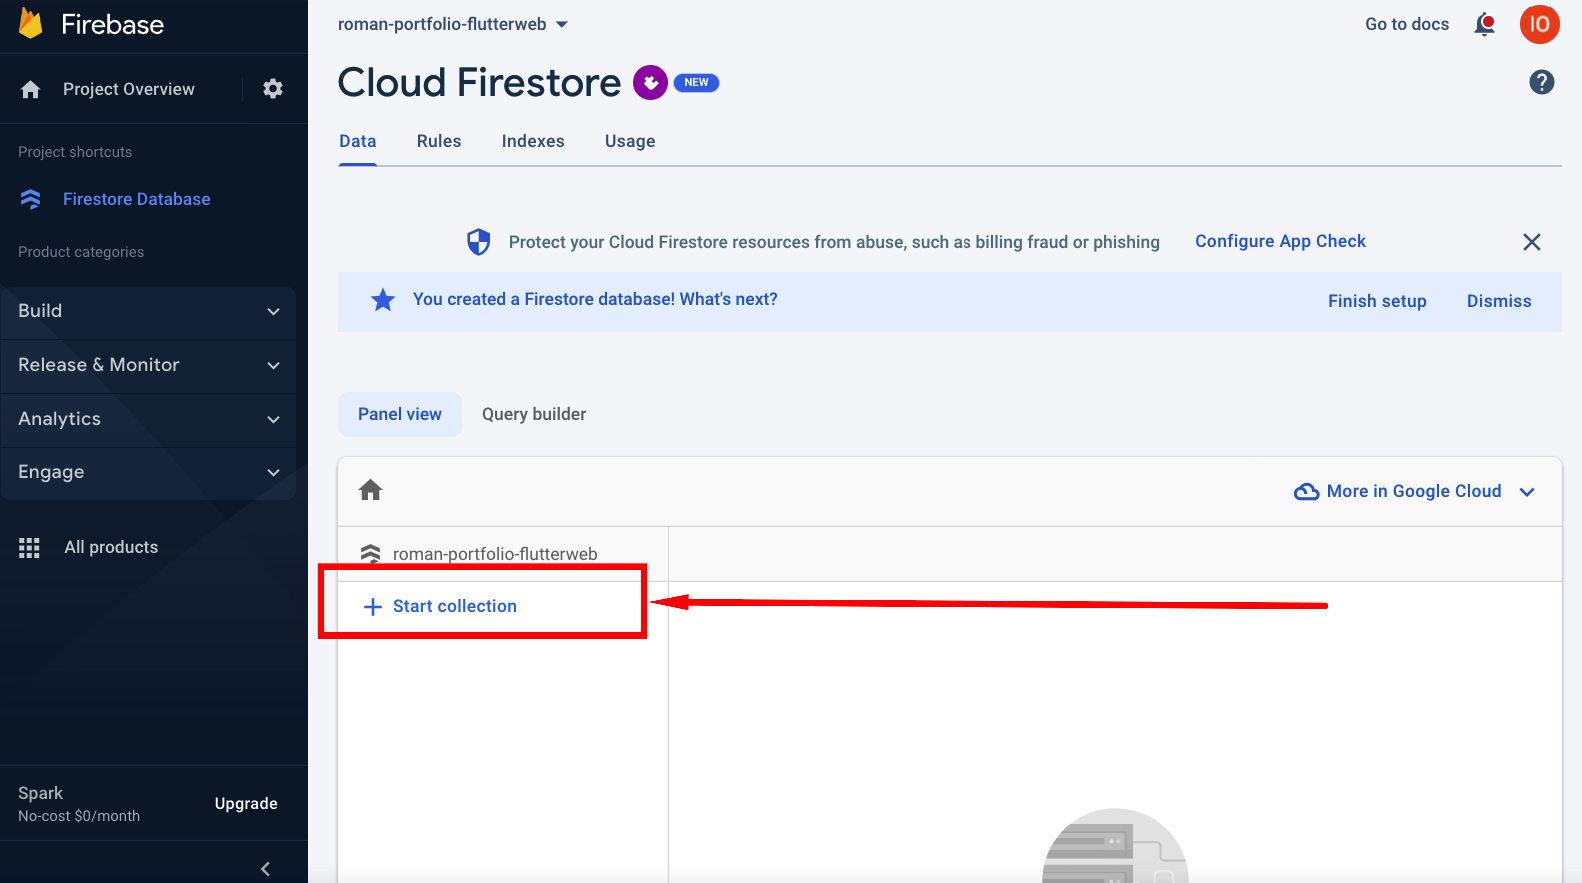 Firebase
roman-portfolio-flutterweb
Go to docs
IO
Project Overview
Cloud Firestore
NEW
?
Data Rules Indexes Usage
Project shortcuts
Firestore Database
Product categories
Protect your Cloud Firestore resources from abuse, such as billing fraud or phishing Configure App Check
You created a Firestore database! What's next? Finish setup Dismiss
Build
Release & Monitor
Analytics
Engage
All products
Panel view Query builder
More in Google Cloud
roman-portfolio-flutterweb
+ Start collection
Spark
No-cost $0/month
Upgrade